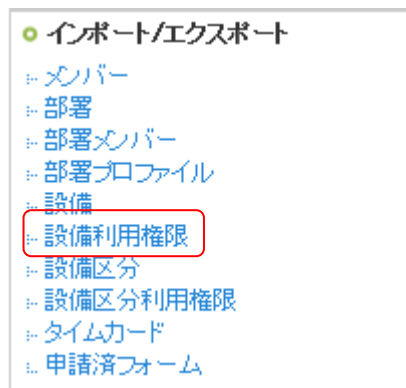 インポート/エクスポート
メンバー
部署
部署メンバー
部署プロファイル
設備
設備利用権限
設備区分
設備区分利用権限
タイムカード
申請済フォーム